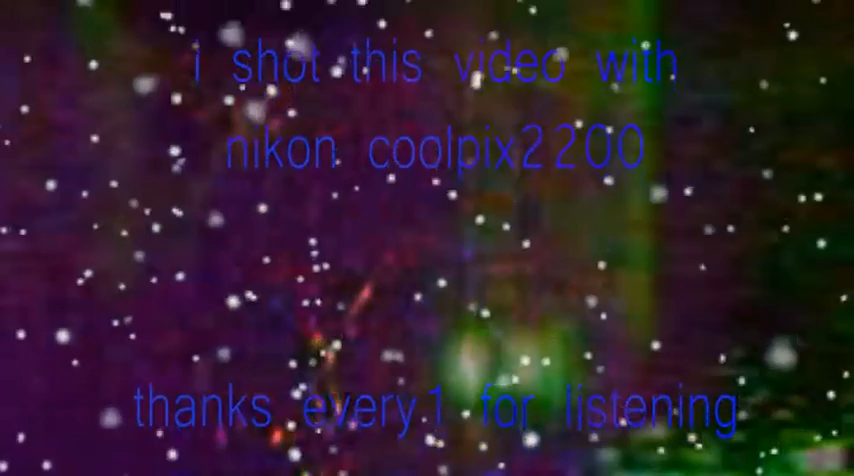 i shot this video with
nikon coolpix2200
thanks every1 for listening